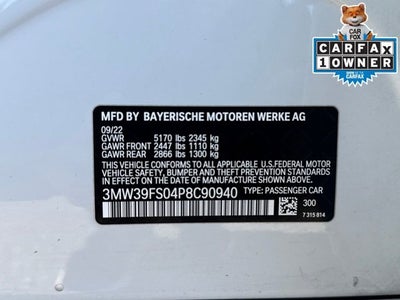 CAR
FOX
CARFAX
1 OWNER
CARFAX
MFD. BY BAYERISCHE MOTOREN WERKE AG
09/22
GVWR 5170 lbs 2345 kg
GAWR FRONT 2447 lbs 1110 kg
GAWR REAR 2866 lbs 1300 kg
THIS VEHICLE CONFORMS TO ALL APPLICABLE U.S.FEDERAL MOTOR
VEHICLE SAFETY, BUMPER AND THEFT PREVENTION STANDARDS
IN EFFECT ON THE DATE OF MANUFACTURE SHOWN ABOVE.
3MW39FS04P8C90940 TYPE: PASSENGER CAR
300
7 315 814